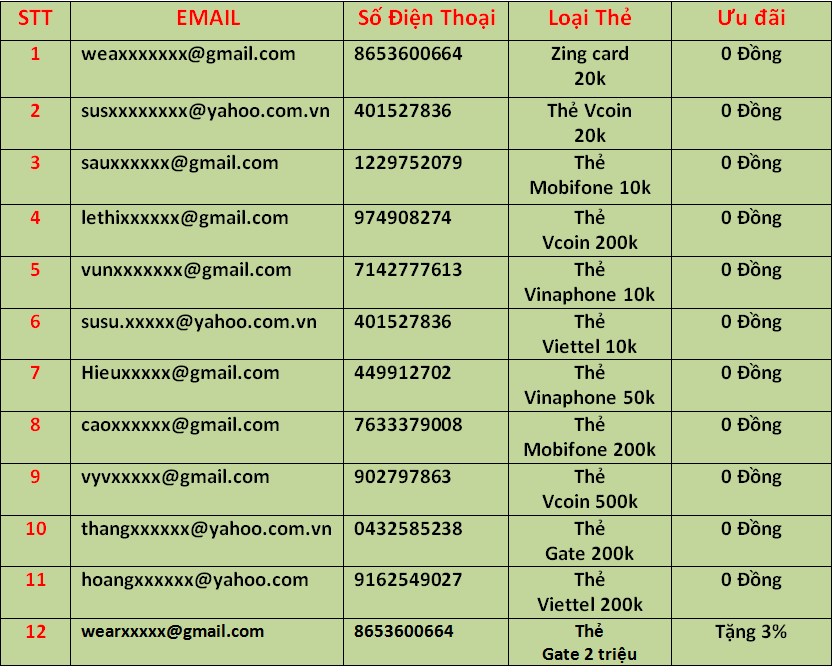 STT EMAIL Số Điện Thoại Loại Thẻ Ưu đãi
1 weaxxxxxxx@gmail.com 8653600664 Zing card 0 Đồng
20k
2 susxxxxxxxx@yahoo.com.vn 401527836 Thẻ Vcoin 0 Đồng
20k
3 sauxxxxxx@gmail.com 1229752079 Thẻ 0 Đồng
Mobifone 10k
4 lethixxxxxx@gmail.com 974908274 Thẻ 0 Đồng
Vcoin 200k
5 vunxxxxxxx@gmail.com 7142777613 Thẻ 0 Đồng
Vinaphone 10k
6 susu.xxxxx@yahoo.com.vn 401527836 Thẻ 0 Đồng
Viettel 10k
7 Hieuxxxxx@gmail.com 449912702 Thẻ 0 Đồng
Vinaphone 50k
8 caoxxxxxx@gmail.com 7633379008 Thẻ 0 Đồng
Mobifone 200k
9 vyvxxxxx@gmail.com 902797863 Thẻ 0 Đồng
Vcoin 500k
10 thangxxxxxx@yahoo.com.vn 0432585238 Thẻ 0 Đồng
Gate 200k
11 hoangxxxxxx@yahoo.com 9162549027 Thẻ 0 Đồng
Viettel 200k
12 wearxxxxx@gmail.com 8653600664 Thẻ Tặng 3%
Gate 2 triệu